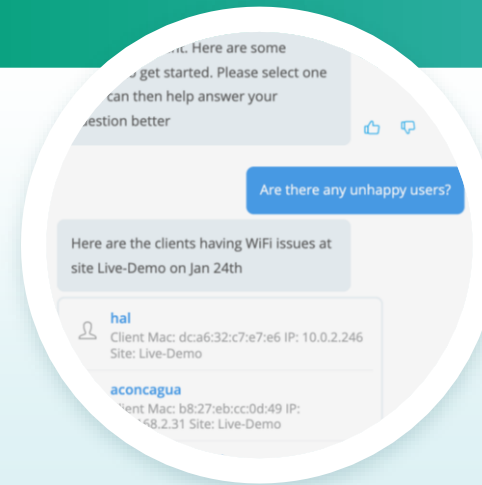 Here are some
get started. Please select one
can then help answer your
better
Are there any unhappy users?
Here are the clients having WiFi issues at
site Live-Demo on Jan 24th
hal
Client Mac: dc:a6:32:c7:e7:e6 IP: 10.0.2.246
Site: Live-Demo
aconcagua
Mac: b8:27:eb:cc:0d:49 IP:
Site: Live-Demo